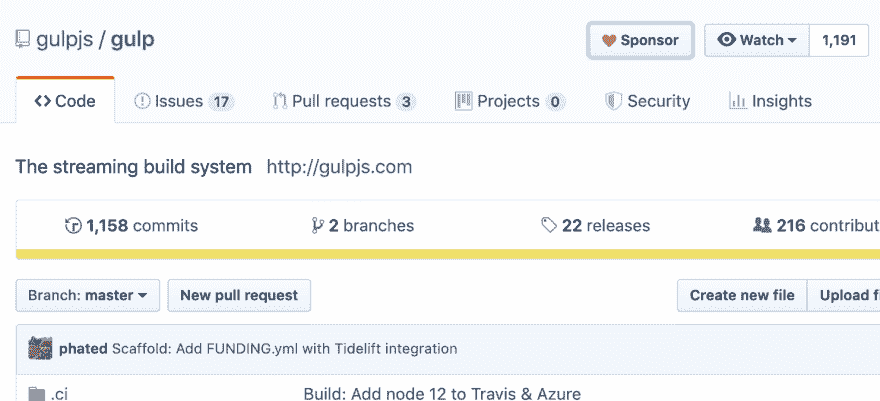 gulpjs / gulp Sponsor Watch 1,191
Code Issues 17 Pull requests 3 Projects 0 Security Insights
The streaming build system http://gulpjs.com
1,158 commits 2 branches 22 releases 216 contribut
Branch: master New pull request Create new file Upload fi
phated Scaffold: Add FUNDING.yml with Tidelift integration
.ci Build: Add node 12 to Travis & Azure